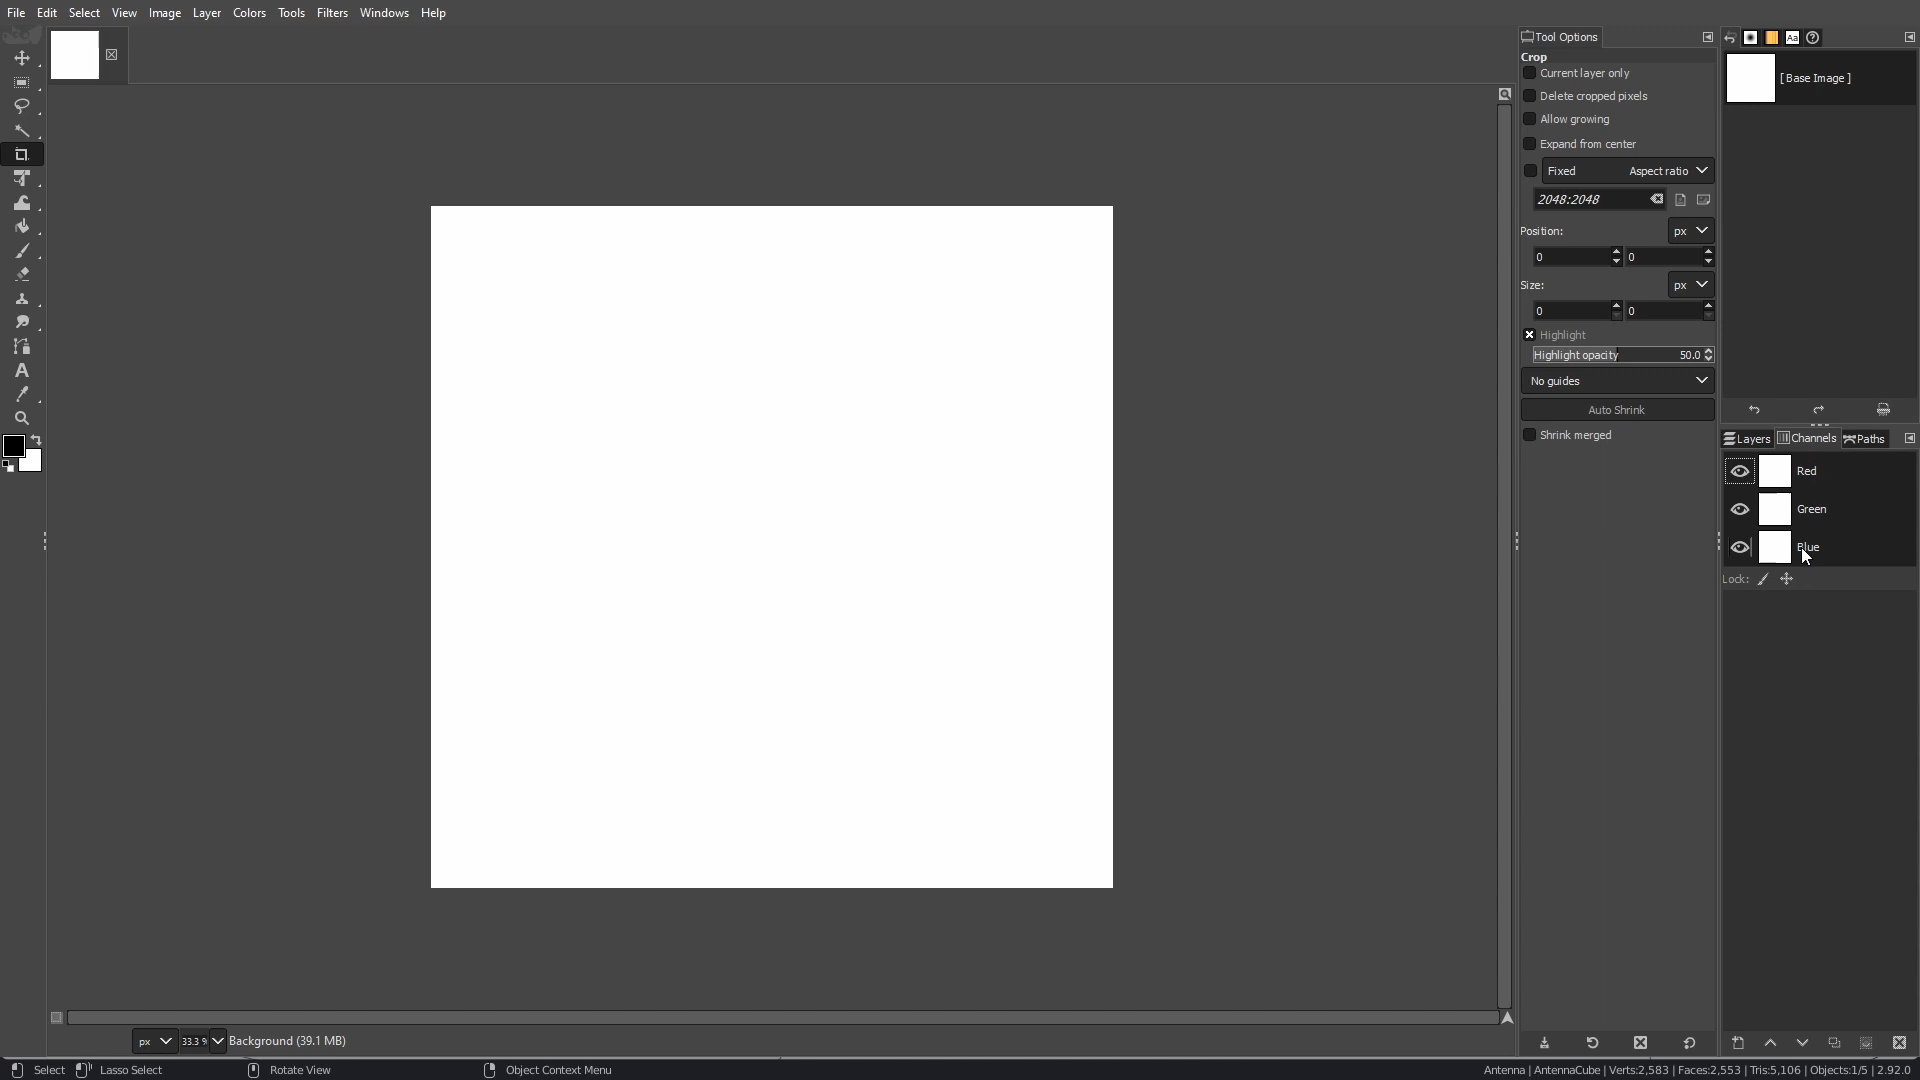 File Edit Select View Image Layer Colors Tools Filters Windows Help
Tool Options
Crop
Current layer only
Delete cropped pixels
Allow growing
Expand from center
Fixed Aspect ratio
2048:2048
Position: px
0 0
Size: px
0 0
Highlight
Highlight opacity 50.0
No guides
Auto Shrink
Shrink merged
Aa
[ Base Image ]
Layers Channels Paths
Red
Green
Blue
Lock:
A
px 33.3 % Background (39.1 MB)
Select Lasso Select Rotate View Object Context Menu Antenna | AntennaCube | Verts:2,583 | Faces:2,553 | Tris:5,106 | Objects:1/5 | 2.92.0